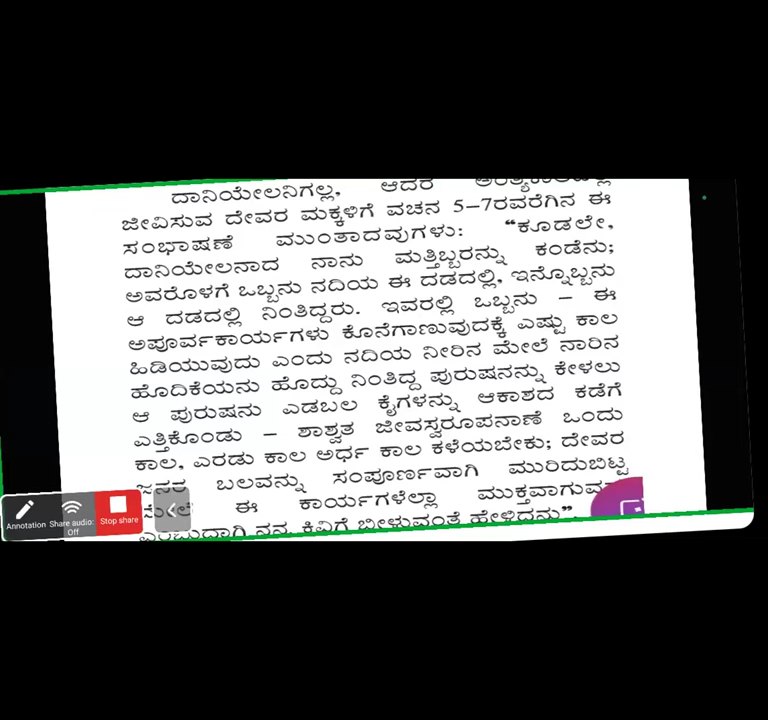 ದಾನಿಯೇಲನಿಗಲ್ಲ, ಆದರೆ
ಜೀವಿಸುವ ದೇವರ ಮಕ್ಕಳಿಗೆ ವಚನ 5–7ರವರೆಗಿನ ಈ
ಸಂಭಾಷಣೆ ಮುಂತಾದವುಗಳು: “ಕೂಡಲೇ,
ದಾನಿಯೇಲನಾದ ನಾನು ಮತ್ತಿಬ್ಬರನ್ನು ಕಂಡೆನು;
ಅವರೊಳಗೆ ಒಬ್ಬನು ನದಿಯ ಈ ದಡದಲ್ಲಿ, ಇನ್ನೊಬ್ಬನು
ಆ ದಡದಲ್ಲಿ ನಿಂತಿದ್ದರು. ಇವರಲ್ಲಿ ಒಬ್ಬನು – ಈ
ಅಪೂರ್ವಕಾರ್ಯಗಳು ಕೊನೆಗಾಣುವುದಕ್ಕೆ ಎಷ್ಟು ಕಾಲ
ಹಿಡಿಯುವುದು ಎಂದು ನದಿಯ ನೀರಿನ ಮೇಲೆ ನಾರಿನ
ಹೊದಿಕೆಯನು ಹೊದ್ದು ನಿಂತಿದ್ದ ಪುರುಷನನ್ನು ಕೇಳಲು
ಆ ಪುರುಷನು ಎಡಬಲ ಕೈಗಳನ್ನು ಆಕಾಶದ ಕಡೆಗೆ
ಎತ್ತಿಕೊಂಡು – ಶಾಶ್ವತ ಜೀವಸ್ವರೂಪನಾಣೆ ಒಂದು
ಕಾಲ, ಎರಡು ಕಾಲ ಅರ್ಧ ಕಾಲ ಕಳೆಯಬೇಕು; ದೇವರ
ಜನರ ಬಲವನ್ನು ಸಂಪೂರ್ಣವಾಗಿ ಮುರಿದುಬಿಟ್ಟ
ಮೇಲೆ ಈ ಕಾರ್ಯಗಳೆಲ್ಲಾ
ನನ್ನ ಕಿವಿಗೆ ಬೀಳುವಂತೆ ಹೇಳಿದನು”.
Annotation
Share audio: Off
Stop share